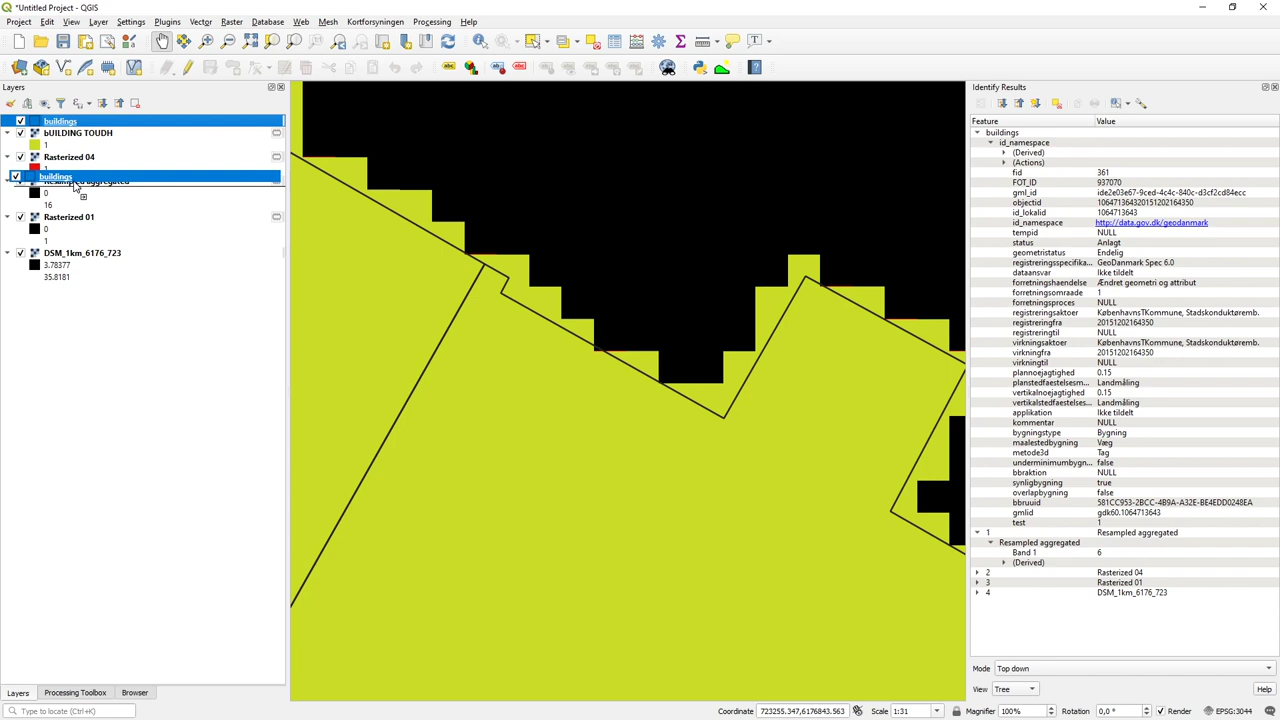 *Untitled Project - QGIS
Project Edit View Layer Settings Plugins Vector Raster Database Web Mesh Kortforsyningen Processing Help
Layers
buildings
bUILDING TOUDH
1
Rasterized 04
1
buildings
0
16
Rasterized 01
0
1
DSM_1km_6176_723
3.78377
35.8181
Layers Processing Toolbox Browser
Type to locate (Ctrl+K)
Identify Results
Feature Value
buildings
id_namespace
(Derived)
(Actions)
fid 361
FOT_ID 937070
gml_id ide2e03e67-9ced-4c4c-840c-d3cf2cd84ecc
objectid 106471364320151202164350
id_lokalid 1064713643
id_namespace http://data.gov.dk/geodanmark
tempid NULL
status Anlagt
geometristatus Endelig
registreringsspecifika... GeoDanmark Spec 6.0
dataansvar Ikke tildelt
forretningshaendelse Ændret geometri og attribut
forretningsomraade 1
forretningsproces NULL
registreringsaktoer KøbenhavnsTKommune, Stadskonduktøremb.
registreringfra 20151202164350
registreringtil NULL
virkningsaktoer KøbenhavnsTKommune, Stadskonduktøremb.
virkningfra 20151202164350
virkningtil NULL
plannoejagtighed 0.15
planstedfaestelsesm... Landmåling
vertikalnoejagtighed 0.15
vertikalstedfaestelses... Landmåling
applikation Ikke tildelt
kommentar NULL
bygningstype Bygning
maalestedbygning Væg
metode3d Tag
underminimumbygn... false
bbraktion NULL
synligbygning true
overlapbygning false
bbruuid 581CC953-2BCC-4B9A-A32E-BE4EDD0248EA
gmlid gdk60.1064713643
test 1
1 Resampled aggregated
Resampled aggregated
Band 1 6
(Derived)
2 Rasterized 04
3 Rasterized 01
4 DSM_1km_6176_723
Mode Top down
View Tree Help
Coordinate 723255.347,6176843.563 Scale 1:31 Magnifier 100% Rotation 0,0 ° Render EPSG:3044